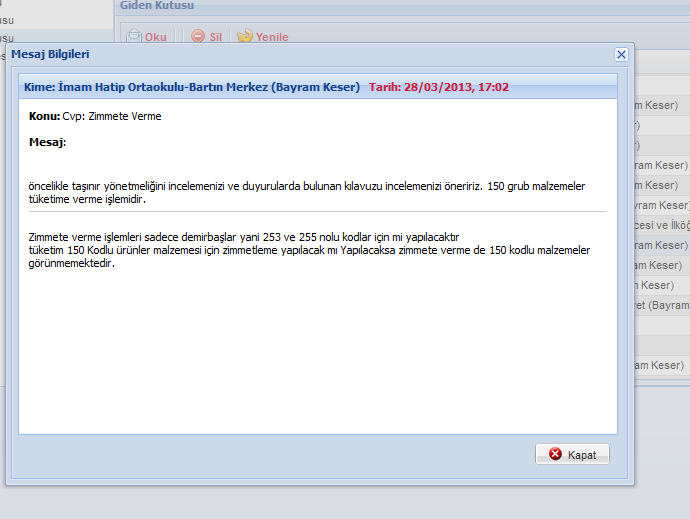 Giden Kutusu
usu
usu
Oku
Sil
Yenile
Mesaj Bilgileri
Kime: İmam Hatip Ortaokulu-Bartın Merkez (Bayram Keser) Tarih: 28/03/2013, 17:02
Konu: Cvp: Zimmete Verme
Mesaj:
öncelikle taşınır yönetmeliğini incelemenizi ve duyurularda bulunan kılavuzu incelemenizi öneririz. 150 grub malzemeler
tüketime verme işlemidir.
Zimmete verme işlemleri sadece demirbaşlar yani 253 ve 255 nolu kodlar için mi yapılacaktır
tüketim 150 Kodlu ürünler malzemesi için zimmetleme yapılacak mı Yapılacaksa zimmete verme de 150 kodlu malzemeler
görünmemektedir.
m Keser)
r)
r)
ram Keser)
am Keser)
yram Keser)
cesi ve İlköğ
ram Keser)
am Keser)
m Keser)
vet (Bayram
am Keser)
Kapat